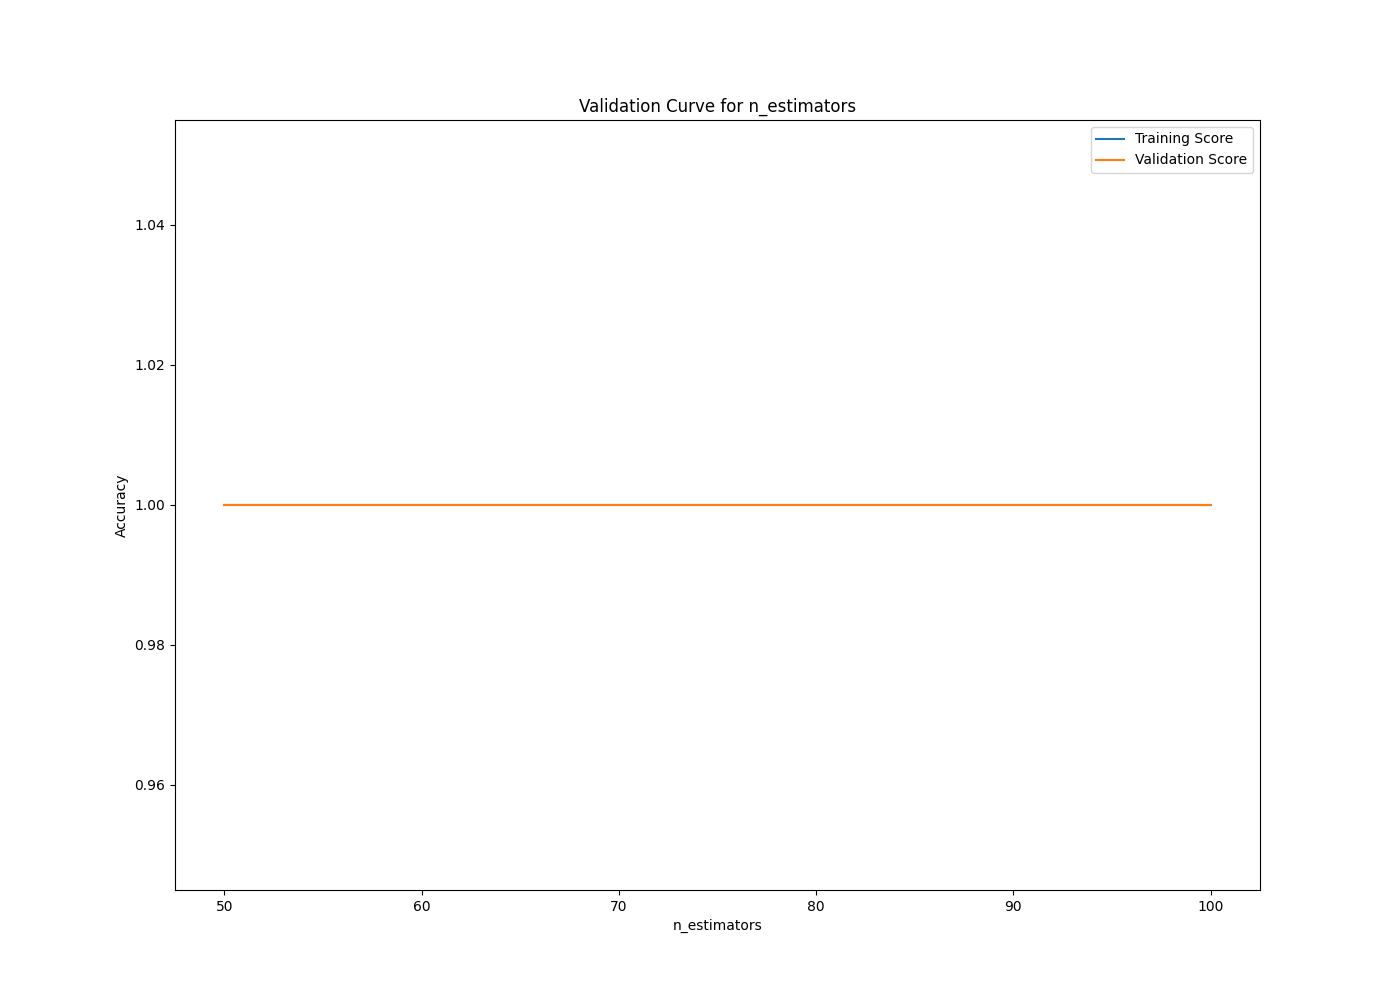 Validation Curve for n_estimators
Training Score
Validation Score
1.04
1.02
1.00
0.98
0.96
Accuracy
50 60 70 80 90 100
n_estimators